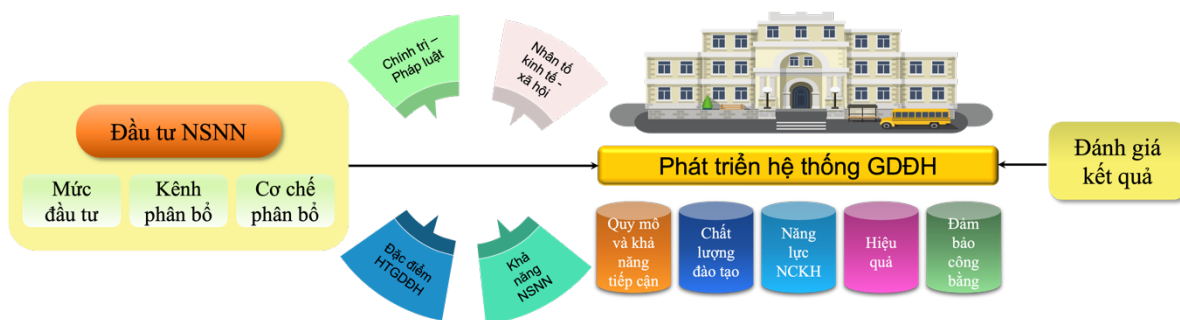 Đầu tư NSNN
Mức
đầu tư
Kênh
phân bổ
Cơ chế
phân bổ
Chính trị –
Pháp luật
Nhân tố
kinh tế -
xã hội
Đặc điểm
HTGDĐH
Khả
năng
NSNN
Phát triển hệ thống GDĐH
Quy mô
và khả
năng
tiếp cận
Chất
lượng
đào tạo
Năng
lực
NCKH
Hiệu
quả
Đảm
bảo
công
bằng
Đánh giá
kết quả